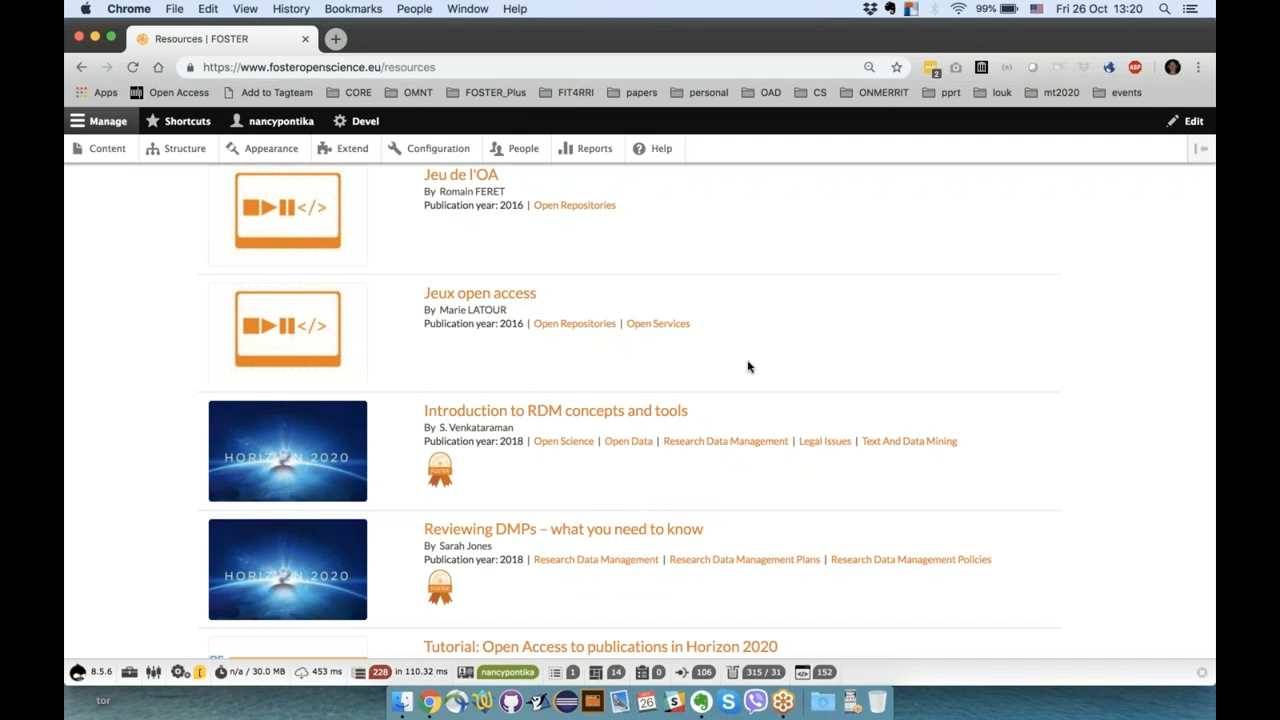 Chrome File Edit View History Bookmarks People Window Help 99% Fri 26 Oct 13:20
Resources | FOSTER
https://www.fosteropenscience.eu/resources 2 ABP
Apps Open Access Add to Tagteam CORE OMNT FOSTER_Plus FIT4RRI papers personal OAD CS ONMERRIT pprt louk mt2020 events
Manage Shortcuts nancypontika Devel Edit
Content Structure Appearance Extend Configuration People Reports Help
Jeu de l'OA
By Romain FERET
Publication year: 2016 | Open Repositories
Jeux open access
By Marie LATOUR
Publication year: 2016 | Open Repositories | Open Services
Introduction to RDM concepts and tools
By S. Venkataraman
Publication year: 2018 | Open Science | Open Data | Research Data Management | Legal Issues | Text And Data Mining
HORIZON 2020
FOSTER
Reviewing DMPs – what you need to know
By Sarah Jones
Publication year: 2018 | Research Data Management | Research Data Management Plans | Research Data Management Policies
HORIZON 2020
FOSTER
Tutorial: Open Access to publications in Horizon 2020
8.5.6 n/a / 30.0 MB 453 ms 228 in 110.32 ms nancypontika 1 14 0 106 315 / 31 152
tor 26